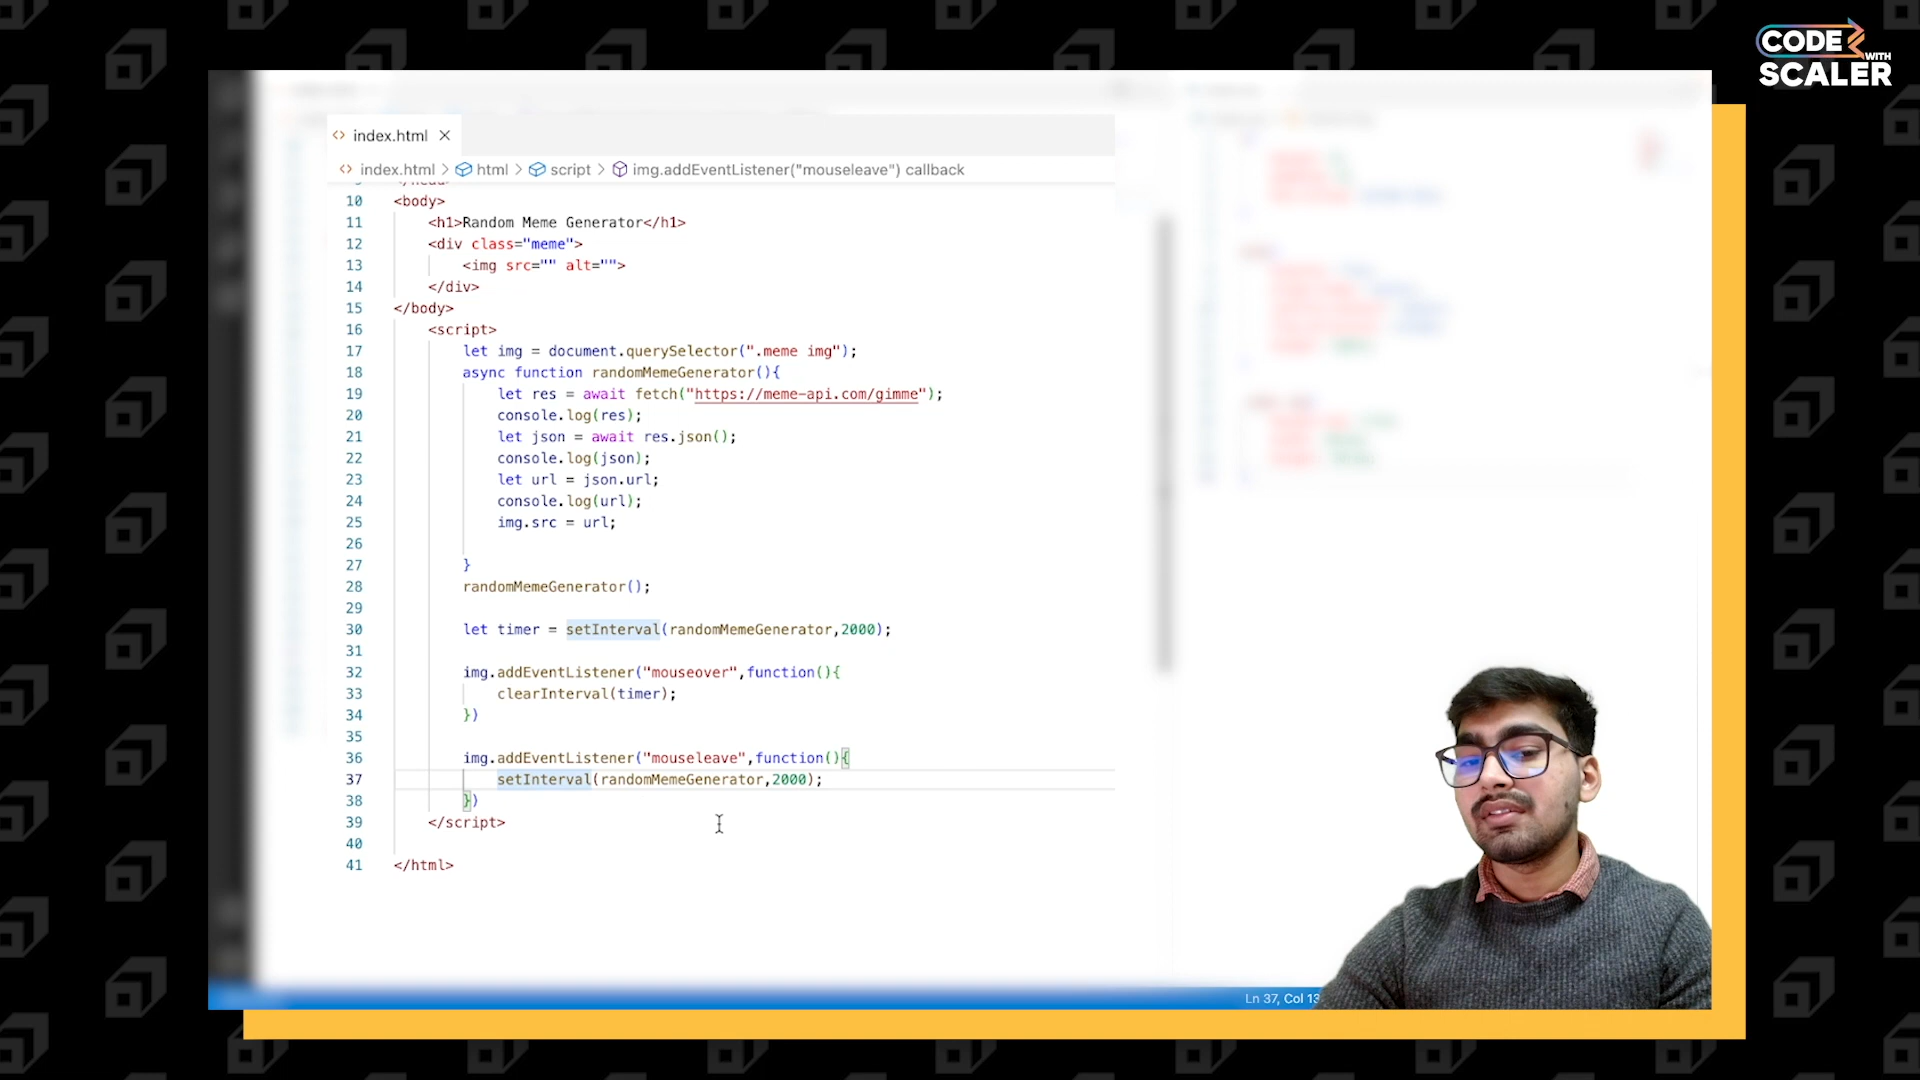 CODE WITH
SCALER
index.html
index.html > html > script > img.addEventListener("mouseleave") callback
10 <body>
11 <h1>Random Meme Generator</h1>
12 <div class="meme">
13 <img src="" alt="">
14 </div>
15 </body>
16 <script>
17 let img = document.querySelector(".meme img");
18 async function randomMemeGenerator(){
19 let res = await fetch("https://meme-api.com/gimme");
20 console.log(res);
21 let json = await res.json();
22 console.log(json);
23 let url = json.url;
24 console.log(url);
25 img.src = url;
26
27 }
28 randomMemeGenerator();
29
30 let timer = setInterval(randomMemeGenerator,2000);
31
32 img.addEventListener("mouseover",function(){
33 clearInterval(timer);
34 })
35
36 img.addEventListener("mouseleave",function(){
37 setInterval(randomMemeGenerator,2000);
38 })
39 </script>
40
41 </html>
Ln 37, Col 13